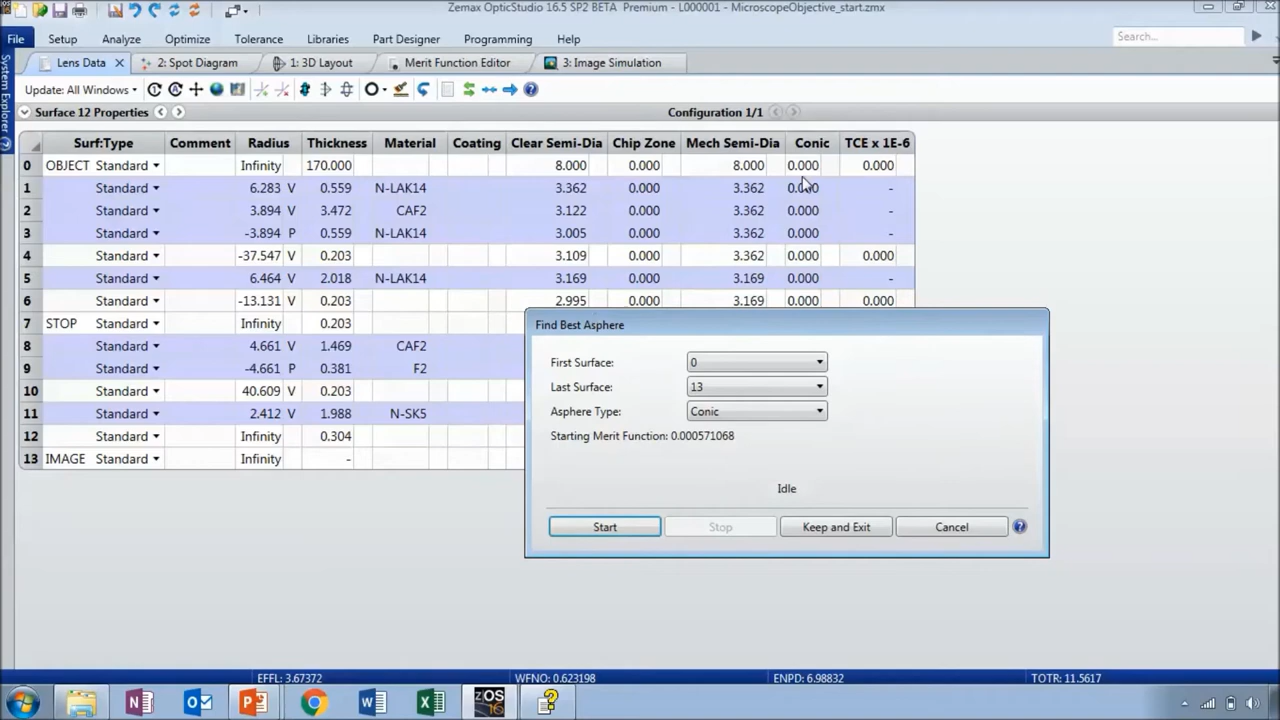 Zemax OpticStudio 16.5 SP2 BETA Premium - L000001 - MicroscopeObjective_start.zmx
File Setup Analyze Optimize Tolerance Libraries Part Designer Programming Help Search...
System Explorer
Lens Data 2: Spot Diagram 1: 3D Layout Merit Function Editor 3: Image Simulation
Update: All Windows
Surface 12 Properties Configuration 1/1
Surf:Type Comment Radius Thickness Material Coating Clear Semi-Dia Chip Zone Mech Semi-Dia Conic TCE x 1E-6
0 OBJECT Standard Infinity 170.000 8.000 0.000 8.000 0.000 0.000
1 Standard 6.283 V 0.559 N-LAK14 3.362 0.000 3.362 0.000 -
2 Standard 3.894 V 3.472 CAF2 3.122 0.000 3.362 0.000 -
3 Standard -3.894 P 0.559 N-LAK14 3.005 0.000 3.362 0.000 -
4 Standard -37.547 V 0.203 3.109 0.000 3.362 0.000 0.000
5 Standard 6.464 V 2.018 N-LAK14 3.169 0.000 3.169 0.000 -
6 Standard -13.131 V 0.203 2.995 0.000 3.169 0.000 0.000
7 STOP Standard Infinity 0.203
8 Standard 4.661 V 1.469 CAF2
9 Standard -4.661 P 0.381 F2
10 Standard 40.609 V 0.203
11 Standard 2.412 V 1.988 N-SK5
12 Standard Infinity 0.304
13 IMAGE Standard Infinity -
Find Best Asphere
First Surface: 0
Last Surface: 13
Asphere Type: Conic
Starting Merit Function: 0.000571068
Idle
Start Stop Keep and Exit Cancel
EFFL: 3.67372 WFNO: 0.623198 ENPD: 6.98832 TOTR: 11.5617